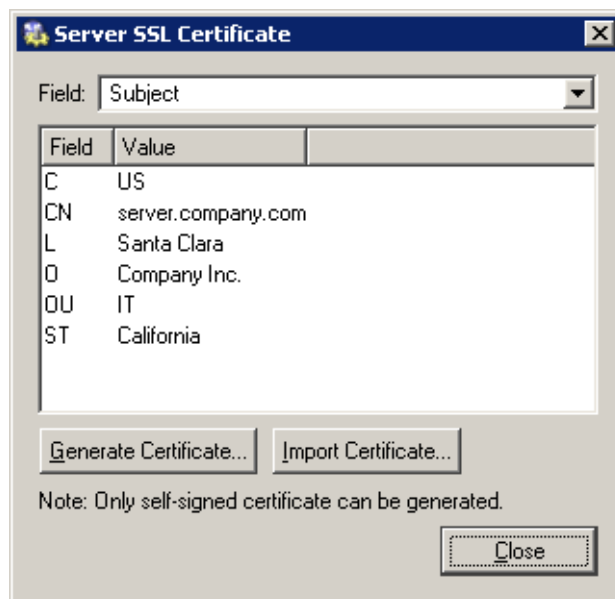 Server SSL Certificate
Field: Subject
Field Value
C US
CN server.company.com
L Santa Clara
O Company Inc.
OU IT
ST California
Generate Certificate... Import Certificate...
Note: Only self-signed certificate can be generated.
Close